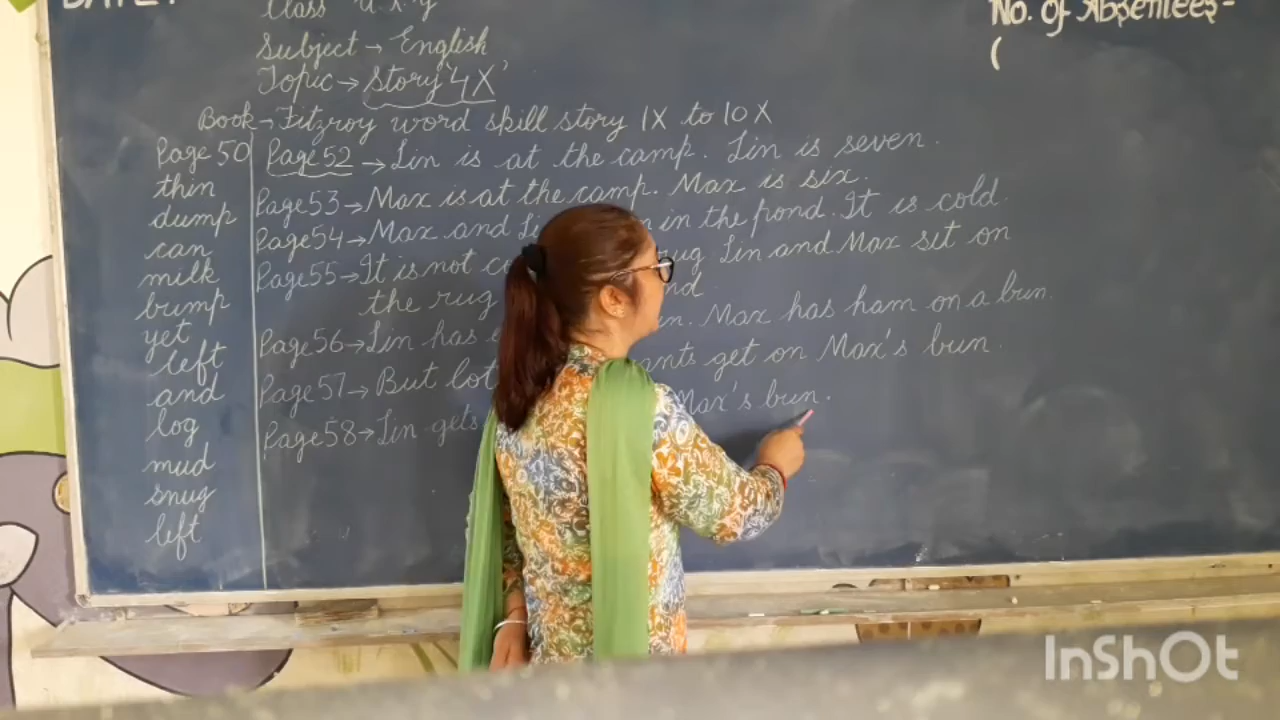 DATE:
Class U.K.G
No. of Absentees-
(
Subject → English
Topic → Story '4X'
Book → Fitzroy word skill story 1X to 10X
Page 50
thin
dump
can
milk
bump
yet
left
and
log
mud
snug
left
Page 52 → Lin is at the camp. Lin is seven.
Page 53 → Max is at the camp. Max is six.
Page 54 → Max and in the pond. It is cold.
Page 55 → It is not Lin and Max sit on
the rug
Page 56 → Lin has Max has ham on a bun.
Page 57 → But lot ants get on Max's bun.
Page 58 → Lin gets Max's bun.
InShOt